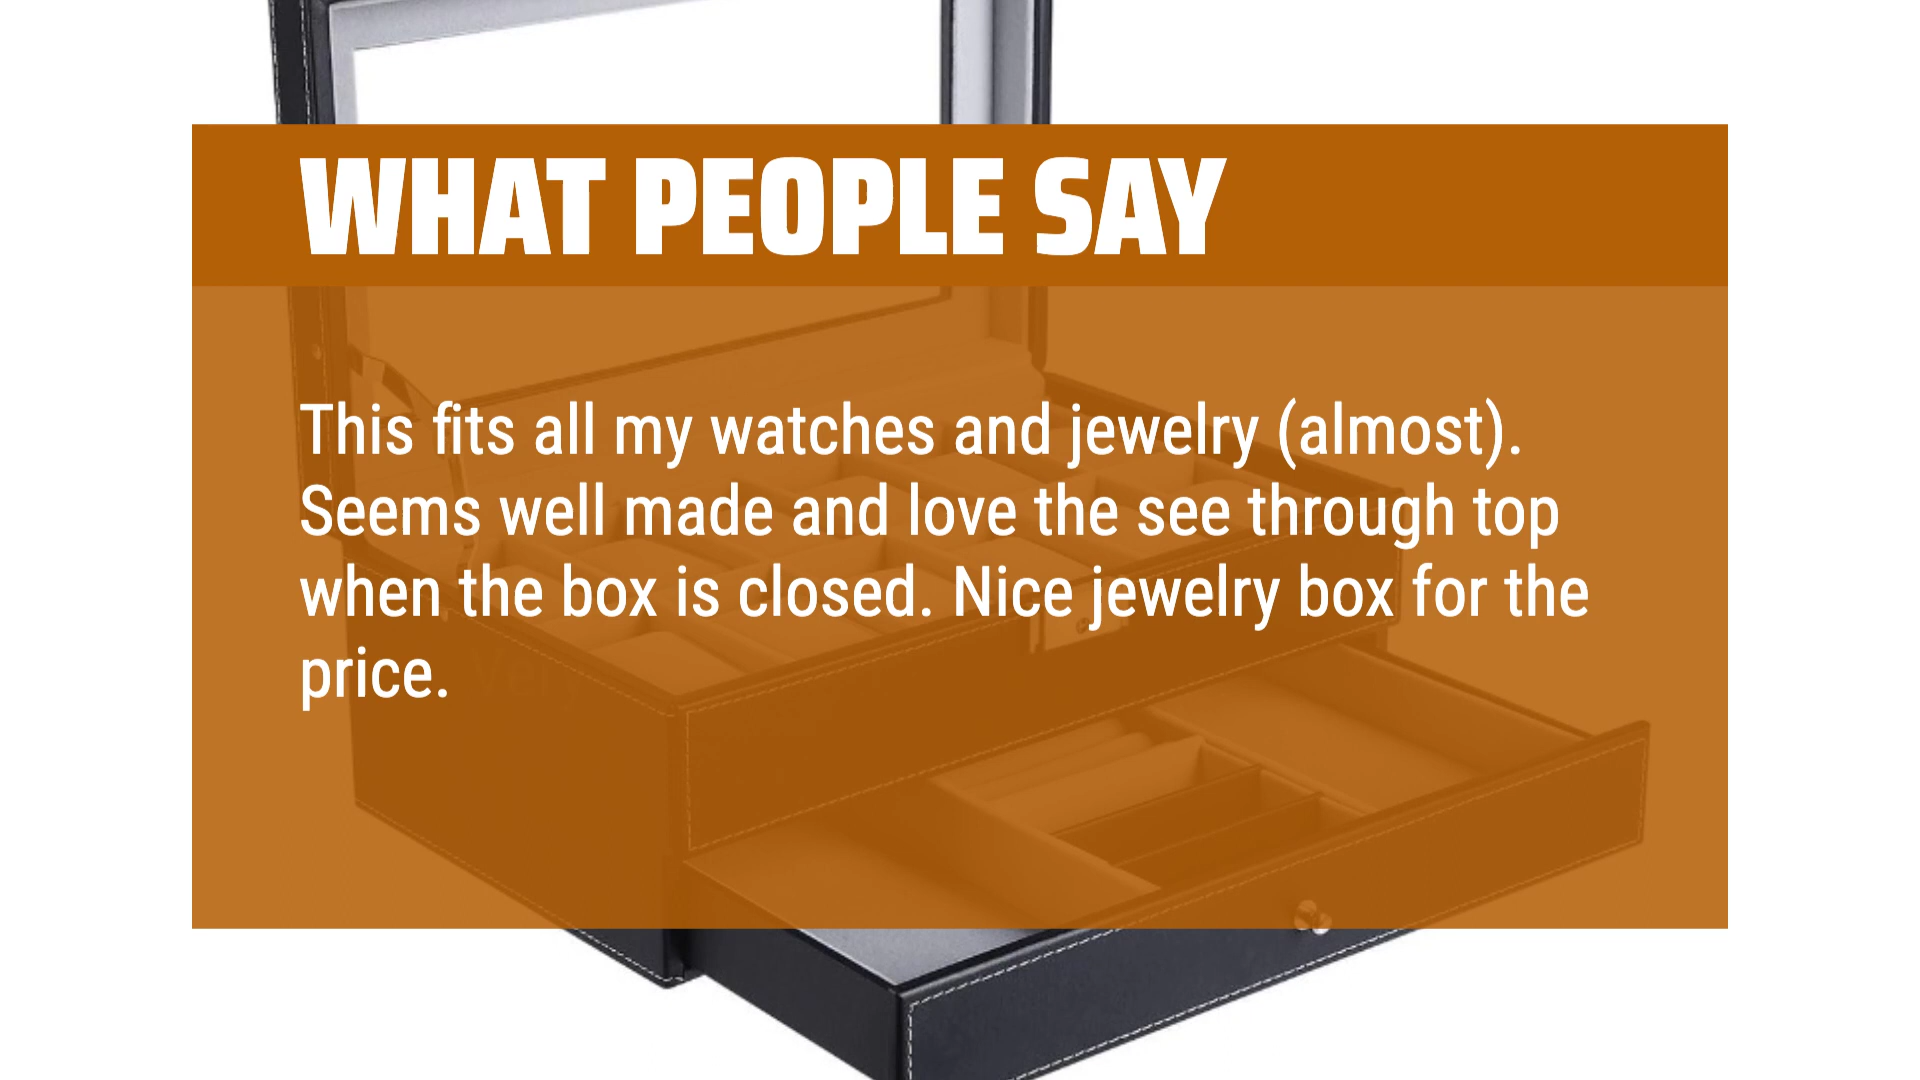 WHAT PEOPLE SAY
This fits all my watches and jewelry (almost).
Seems well made and love the see through top
when the box is closed. Nice jewelry box for the
price.
Very